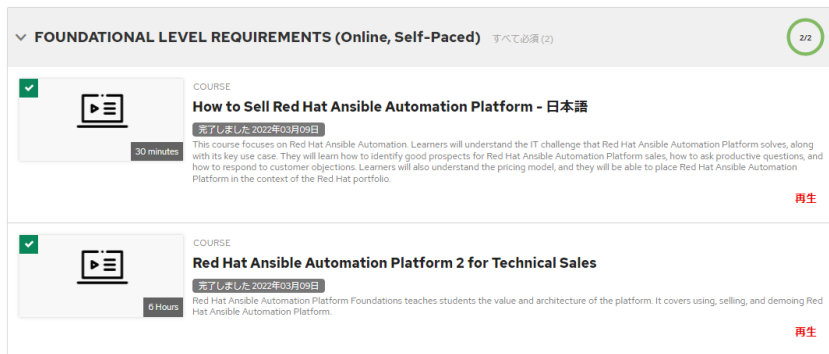 FOUNDATIONAL LEVEL REQUIREMENTS (Online, Self-Paced) すべて必須 (2)
2/2
COURSE
How to Sell Red Hat Ansible Automation Platform - 日本語
完了しました 2022年03月09日
30 minutes
This course focuses on Red Hat Ansible Automation. Learners will understand the IT challenge that Red Hat Ansible Automation Platform solves, along
with its key use case. They will learn how to identify good prospects for Red Hat Ansible Automation Platform sales, how to ask productive questions, and
how to respond to customer objections. Learners will also understand the pricing model, and they will be able to place Red Hat Ansible Automation
Platform in the context of the Red Hat portfolio.
再生
COURSE
Red Hat Ansible Automation Platform 2 for Technical Sales
完了しました 2022年03月09日
6 Hours
Red Hat Ansible Automation Platform Foundations teaches students the value and architecture of the platform. It covers using, selling, and demoing Red
Hat Ansible Automation Platform.
再生